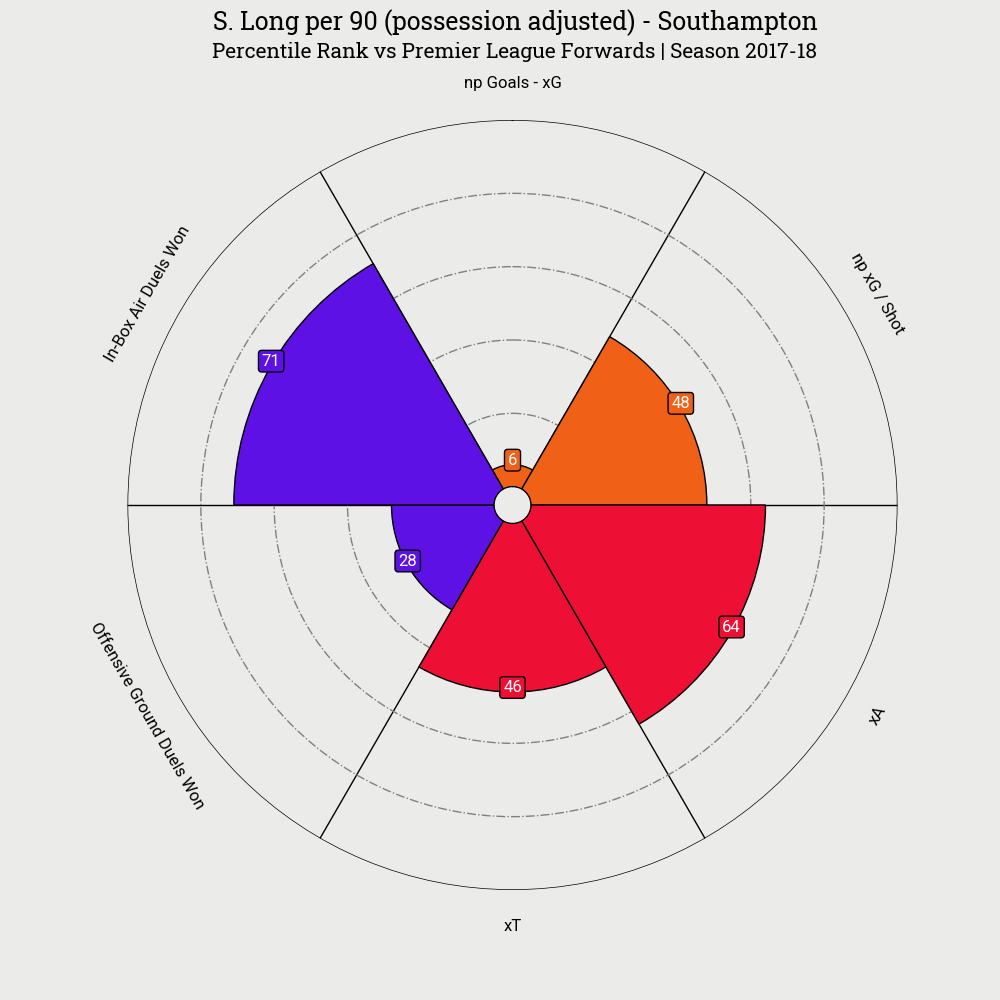 S. Long per 90 (possession adjusted) - Southampton
Percentile Rank vs Premier League Forwards | Season 2017-18
np Goals - xG
In-Box Air Duels Won
np xG / Shot
71
48
6
28
64
46
Offensive Ground Duels Won
xA
xT